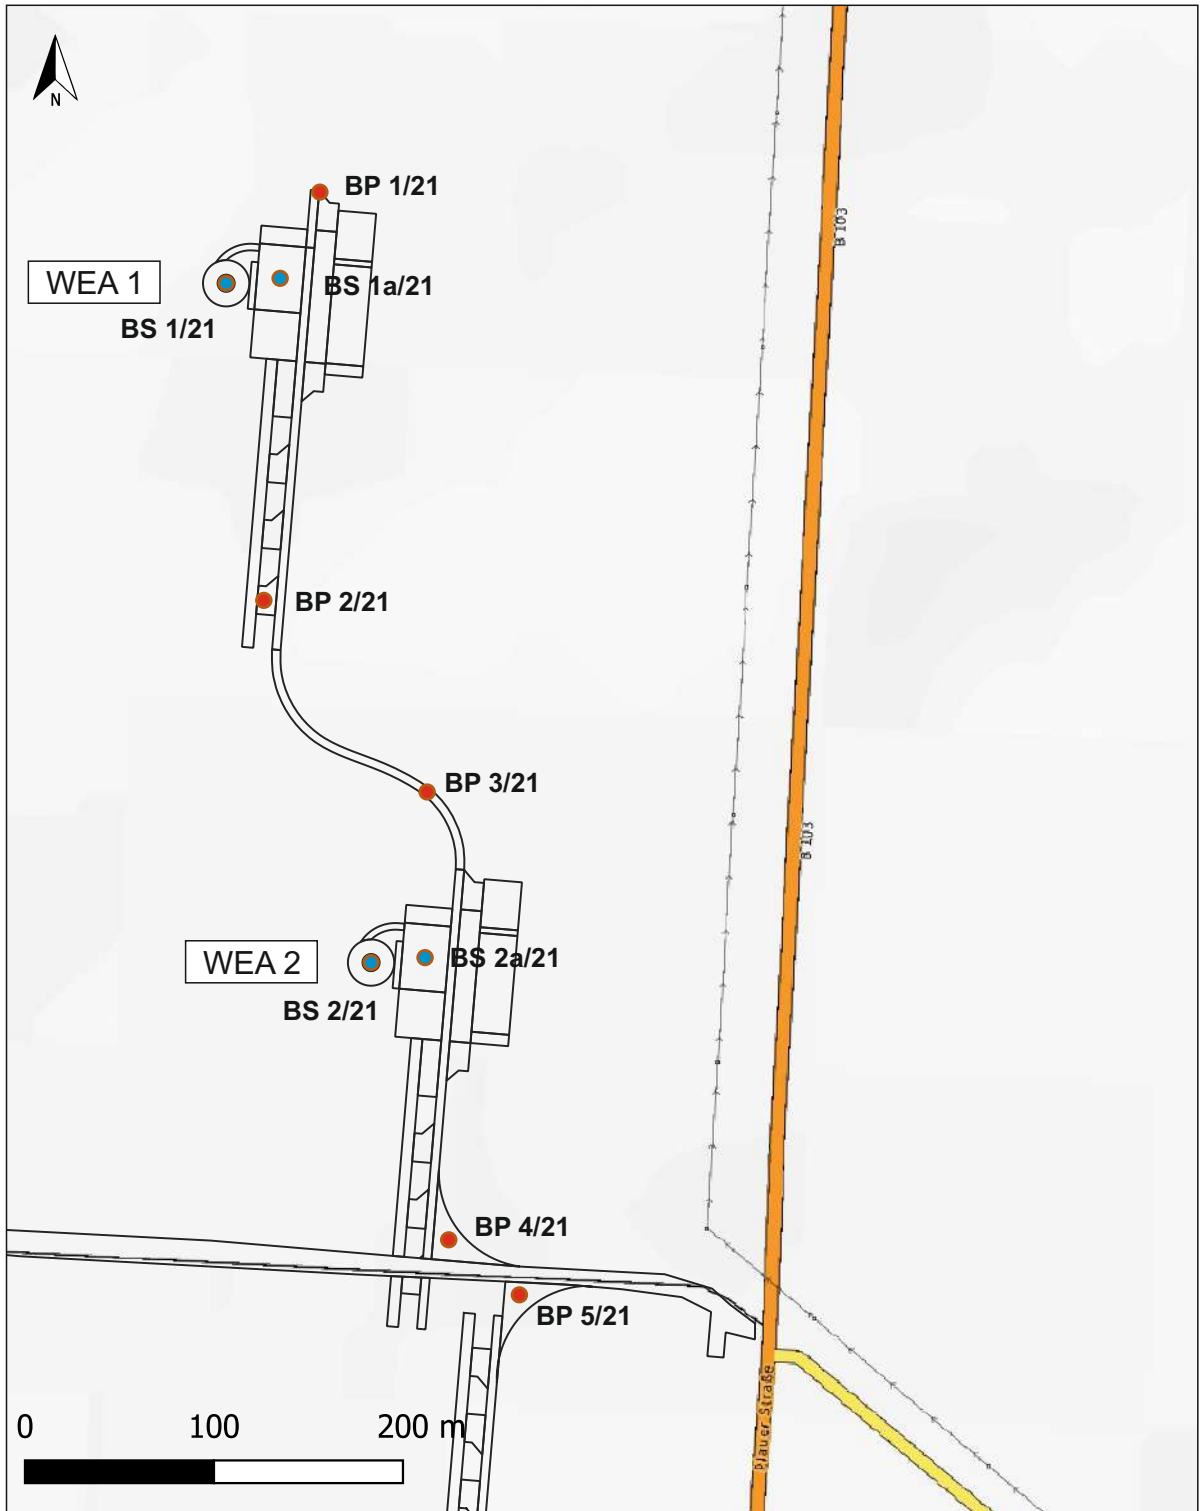 N
BP 1/21
B 103
WEA 1
BS 1a/21
BS 1/21
BP 2/21
BP 3/21
B 103
WEA 2
BS 2a/21
BS 2/21
BP 4/21
BP 5/21
Plauer Straße
0 100 200 m